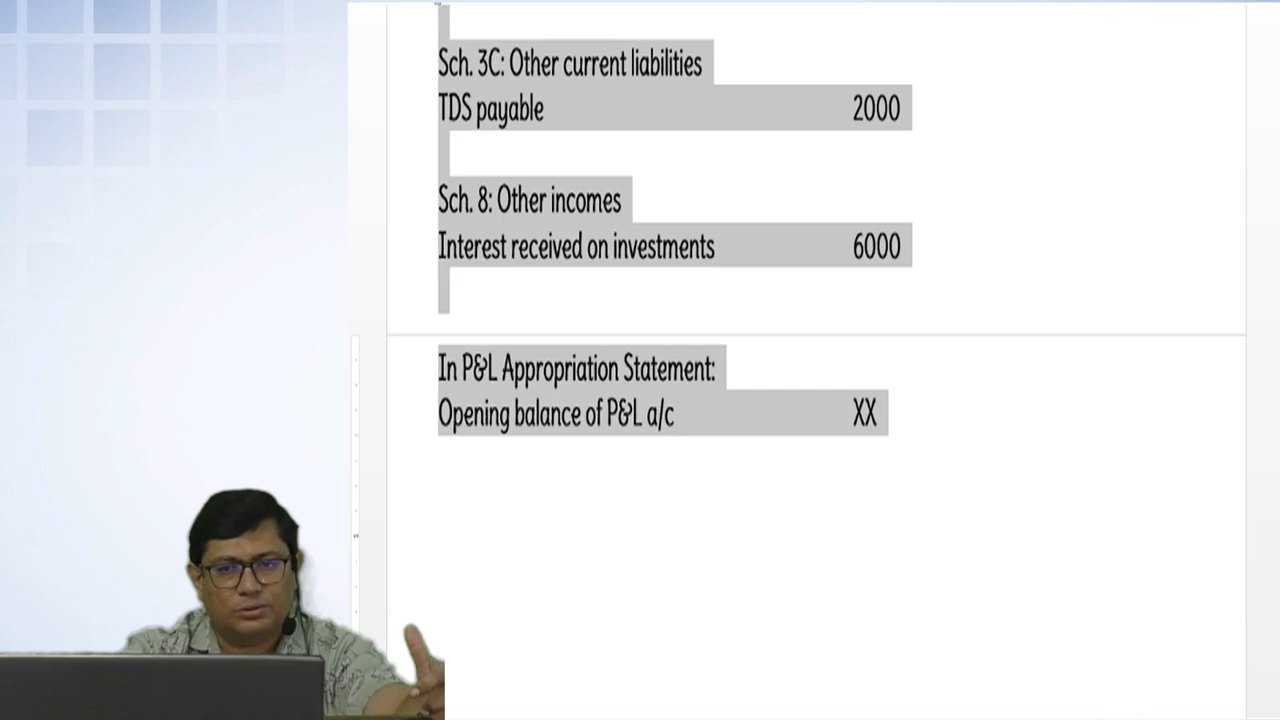 Sch. 3C: Other current liabilities
TDS payable 2000
Sch. 8: Other incomes
Interest received on investments 6000
In P&L Appropriation Statement:
Opening balance of P&L a/c XX